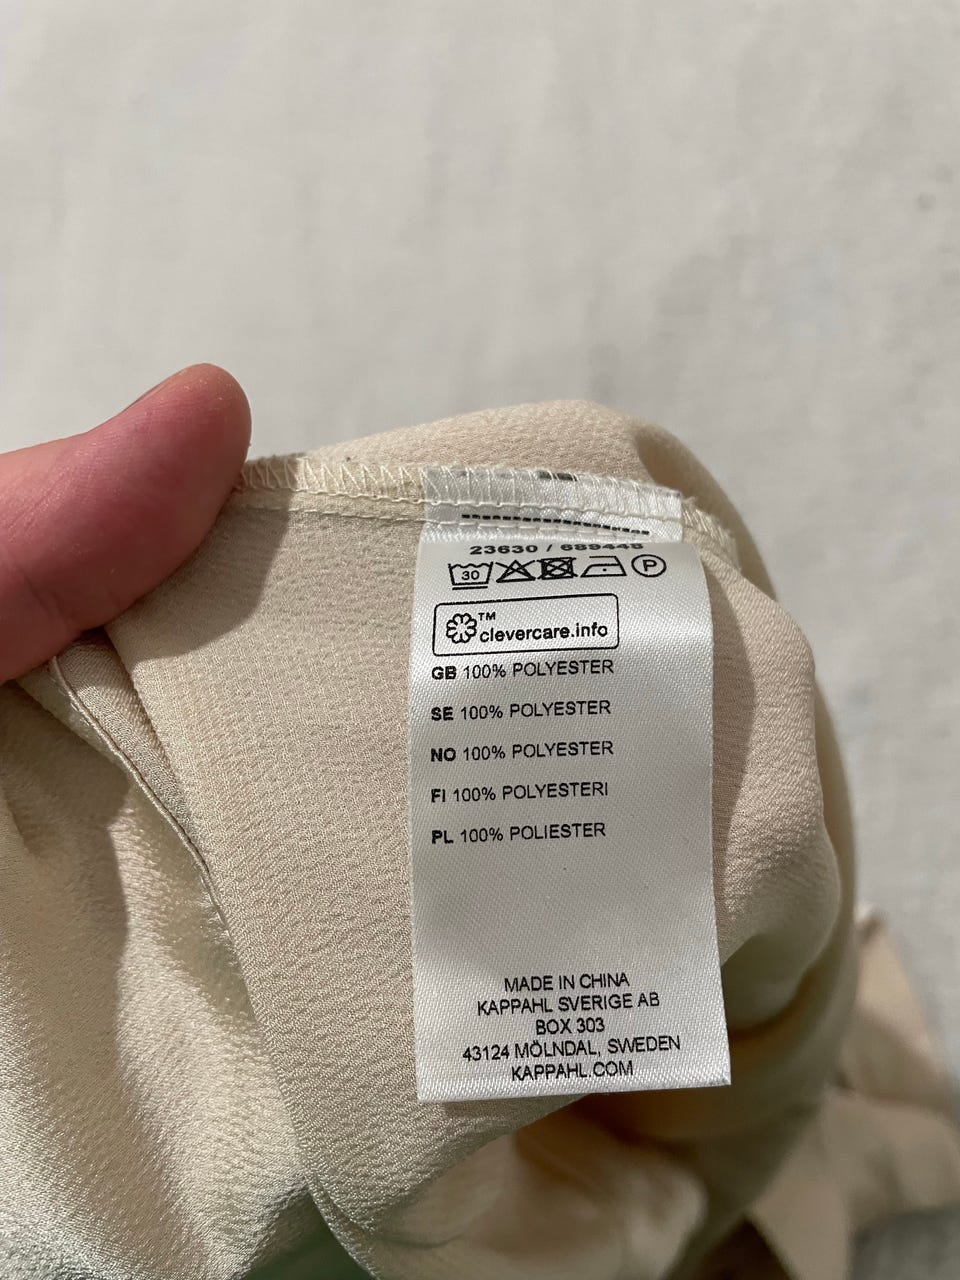 23630 / 689448
30 P
TM
clevercare.info
GB 100% POLYESTER
SE 100% POLYESTER
NO 100% POLYESTER
FI 100% POLYESTERI
PL 100% POLIESTER
MADE IN CHINA
KAPPAHL SVERIGE AB
BOX 303
43124 MÖLNDAL, SWEDEN
KAPPAHL.COM